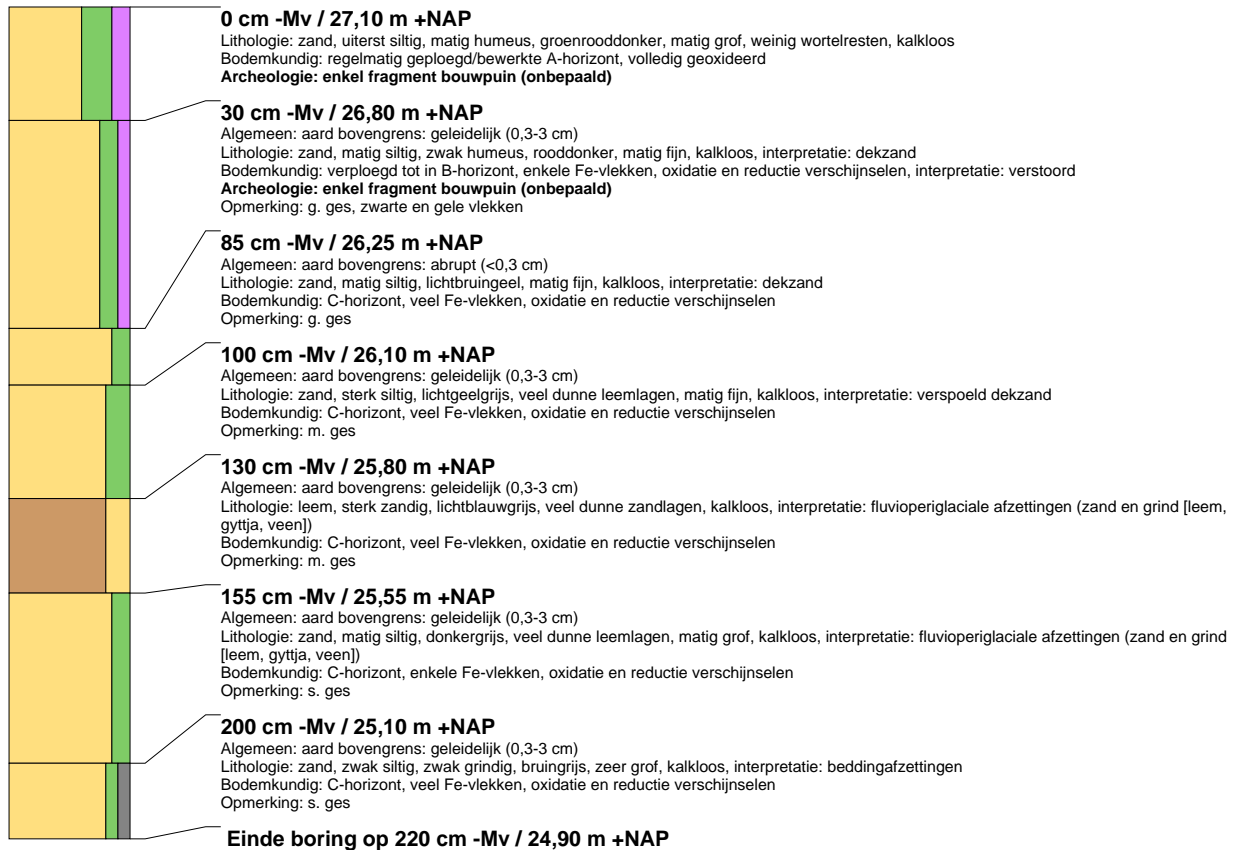 0 cm -Mv / 27,10 m +NAP
Lithologie: zand, uiterst siltig, matig humeus, groenrooddonker, matig grof, weinig wortelresten, kalkloos
Bodemkundig: regelmatig geploegd/bewerkte A-horizont, volledig geoxideerd
Archeologie: enkel fragment bouwpuin (onbepaald)
30 cm -Mv / 26,80 m +NAP
Algemeen: aard bovengrens: geleidelijk (0,3-3 cm)
Lithologie: zand, matig siltig, zwak humeus, rooddonker, matig fijn, kalkloos, interpretatie: dekzand
Bodemkundig: verploegd tot in B-horizont, enkele Fe-vlekken, oxidatie en reductie verschijnselen, interpretatie: verstoord
Archeologie: enkel fragment bouwpuin (onbepaald)
Opmerking: g. ges, zwarte en gele vlekken
85 cm -Mv / 26,25 m +NAP
Algemeen: aard bovengrens: abrupt (<0,3 cm)
Lithologie: zand, matig siltig, lichtbruingeel, matig fijn, kalkloos, interpretatie: dekzand
Bodemkundig: C-horizont, veel Fe-vlekken, oxidatie en reductie verschijnselen
Opmerking: g. ges
100 cm -Mv / 26,10 m +NAP
Algemeen: aard bovengrens: geleidelijk (0,3-3 cm)
Lithologie: zand, sterk siltig, lichtgeelgrijs, veel dunne leemlagen, matig fijn, kalkloos, interpretatie: verspoeld dekzand
Bodemkundig: C-horizont, veel Fe-vlekken, oxidatie en reductie verschijnselen
Opmerking: m. ges
130 cm -Mv / 25,80 m +NAP
Algemeen: aard bovengrens: geleidelijk (0,3-3 cm)
Lithologie: leem, sterk zandig, lichtblauwgrijs, veel dunne zandlagen, kalkloos, interpretatie: fluvioperiglaciale afzettingen (zand en grind [leem,
gyttja, veen])
Bodemkundig: C-horizont, veel Fe-vlekken, oxidatie en reductie verschijnselen
Opmerking: m. ges
155 cm -Mv / 25,55 m +NAP
Algemeen: aard bovengrens: geleidelijk (0,3-3 cm)
Lithologie: zand, matig siltig, donkergrijs, veel dunne leemlagen, matig grof, kalkloos, interpretatie: fluvioperiglaciale afzettingen (zand en grind
[leem, gyttja, veen])
Bodemkundig: C-horizont, enkele Fe-vlekken, oxidatie en reductie verschijnselen
Opmerking: s. ges
200 cm -Mv / 25,10 m +NAP
Algemeen: aard bovengrens: geleidelijk (0,3-3 cm)
Lithologie: zand, zwak siltig, zwak grindig, bruingrijs, zeer grof, kalkloos, interpretatie: beddingafzettingen
Bodemkundig: C-horizont, veel Fe-vlekken, oxidatie en reductie verschijnselen
Opmerking: s. ges
Einde boring op 220 cm -Mv / 24,90 m +NAP